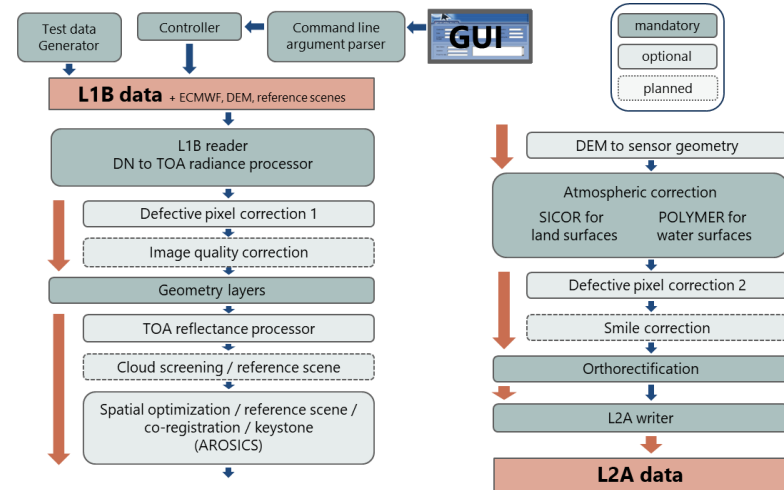 Test data
Generator
Controller
Command line
argument parser
GUI
mandatory
optional
planned
L1B data + ECMWF, DEM, reference scenes
L1B reader
DN to TOA radiance processor
Defective pixel correction 1
Image quality correction
Geometry layers
TOA reflectance processor
Cloud screening / reference scene
Spatial optimization / reference scene /
co-registration / keystone
(AROSICS)
DEM to sensor geometry
Atmospheric correction
SICOR for
land surfaces
POLYMER for
water surfaces
Defective pixel correction 2
Smile correction
Orthorectification
L2A writer
L2A data